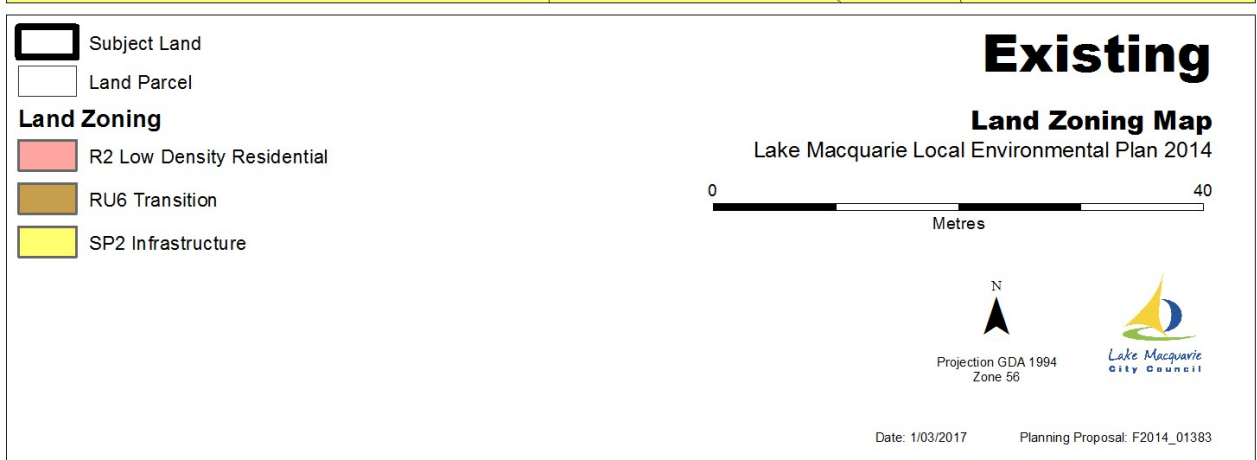 Subject Land
Land Parcel
Land Zoning
R2 Low Density Residential
RU6 Transition
SP2 Infrastructure
Existing
Land Zoning Map
Lake Macquarie Local Environmental Plan 2014
0 40
Metres
N
Projection GDA 1994
Zone 56
Lake Macquarie
City Council
Date: 1/03/2017 Planning Proposal: F2014_01383